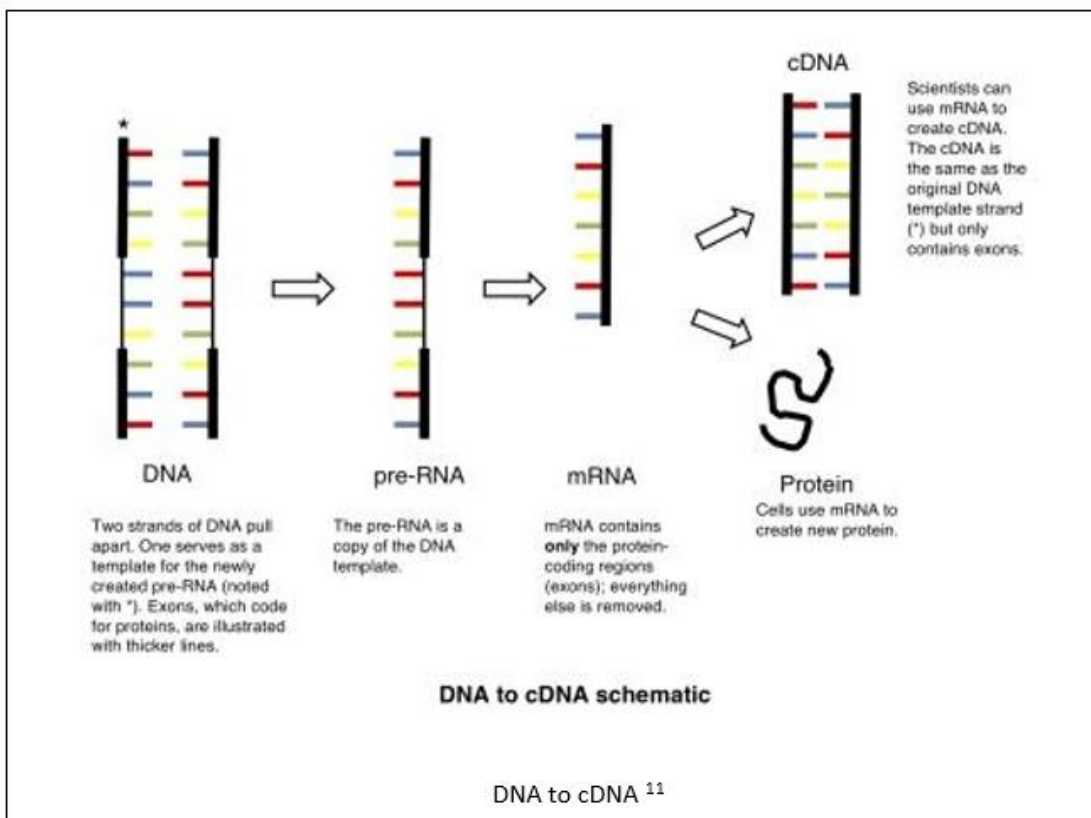 *
DNA
Two strands of DNA pull
apart. One serves as a
template for the newly
created pre-RNA (noted
with *). Exons, which code
for proteins, are illustrated
with thicker lines.
pre-RNA
The pre-RNA is a
copy of the DNA
template.
mRNA
mRNA contains
only the protein-
coding regions
(exons); everything
else is removed.
cDNA
Scientists can
use mRNA to
create cDNA.
The cDNA is
the same as the
original DNA
template strand
(*) but only
contains exons.
Protein
Cells use mRNA to
create new protein.
DNA to cDNA schematic
DNA to cDNA 11